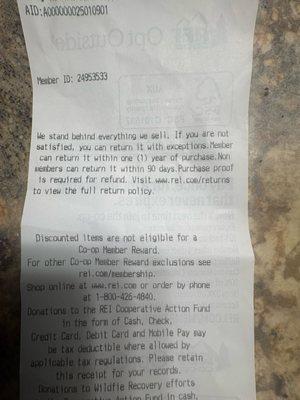 AID:A000000025010901
Member ID: 24953533
We stand behind everything we sell. If you are not
satisfied, you can return it with exceptions.Member
can return it within one (1) year of purchase.Non
members can return it within 90 days.Purchase proof
is required for refund. Visit www.rei.com/returns
to view the full return policy.
Discounted items are not eligible for a
Co-op Member Reward.
For other Co-op Member Reward exclusions see
rei.com/membership.
Shop online at www.rei.com or order by phone
at 1-800-426-4840.
Donations to the REI Cooperative Action Fund
in the form of Cash, Check,
Credit Card, Debit Card and Mobile Pay may
be tax deductible where allowed by
applicable tax regulations. Please retain
this receipt for your records.
Donations to Wildfire Recovery efforts
Action Fund in cash,